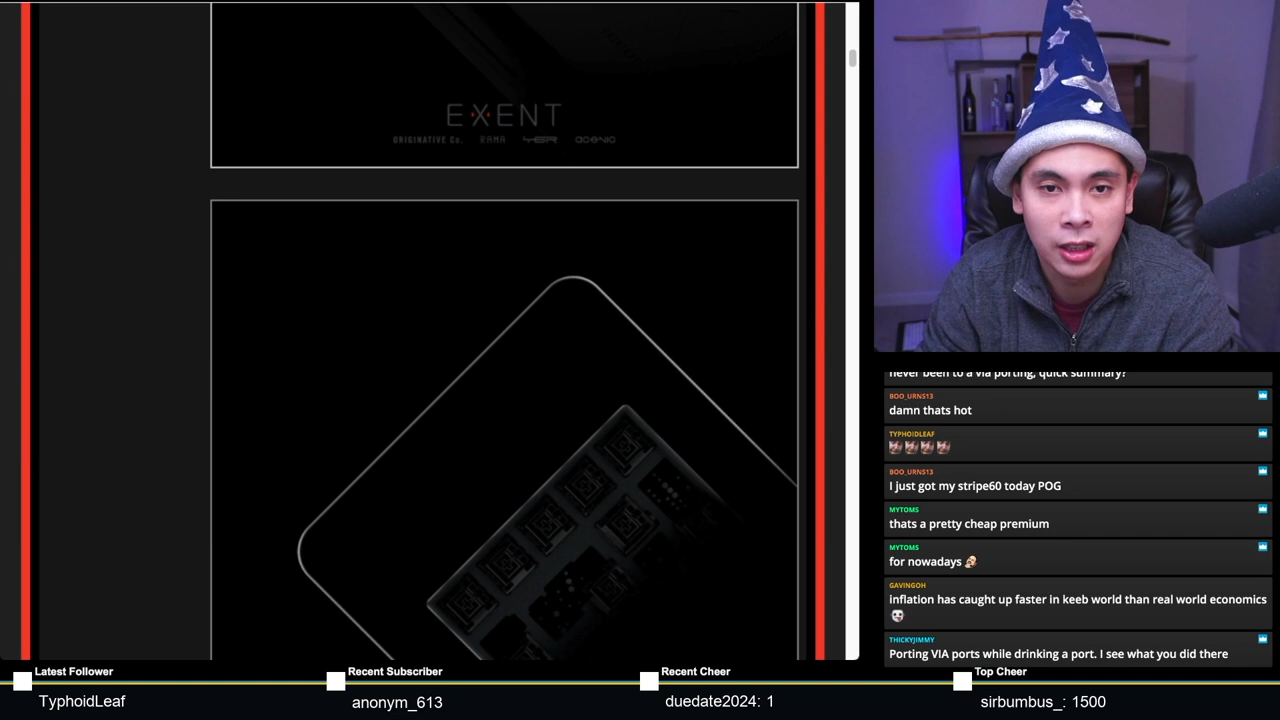 EXENT
ORIGINATIVE Co. RAMA YSR acenic
never been to a via porting, quick summary?
BOO_URNS13
damn thats hot
TYPHOIDLEAF
BOO_URNS13
I just got my stripe60 today POG
MYTOMS
thats a pretty cheap premium
MYTOMS
for nowadays
GAVINGOH
inflation has caught up faster in keeb world than real world economics
THICKYJIMMY
Porting VIA ports while drinking a port. I see what you did there
Latest Follower
TyphoidLeaf
Recent Subscriber
anonym_613
Recent Cheer
duedate2024: 1
Top Cheer
sirbumbus_: 1500